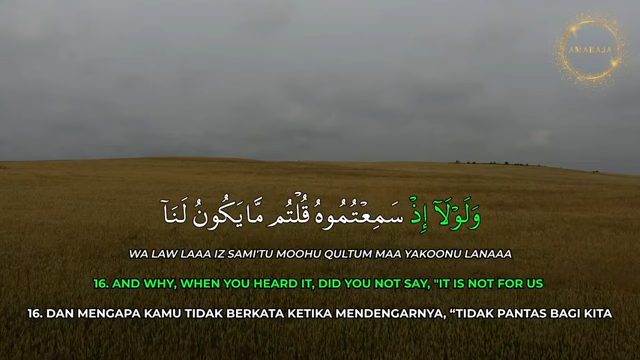 AMARAJA
وَلَوْلَآ إِذْ سَمِعْتُمُوهُ قُلْتُم مَّا يَكُونُ لَنَآ
WA LAW LAAA IZ SAMI'TU MOOHU QULTUM MAA YAKOONU LANAAA
16. AND WHY, WHEN YOU HEARD IT, DID YOU NOT SAY, "IT IS NOT FOR US
16. DAN MENGAPA KAMU TIDAK BERKATA KETIKA MENDENGARNYA, “TIDAK PANTAS BAGI KITA